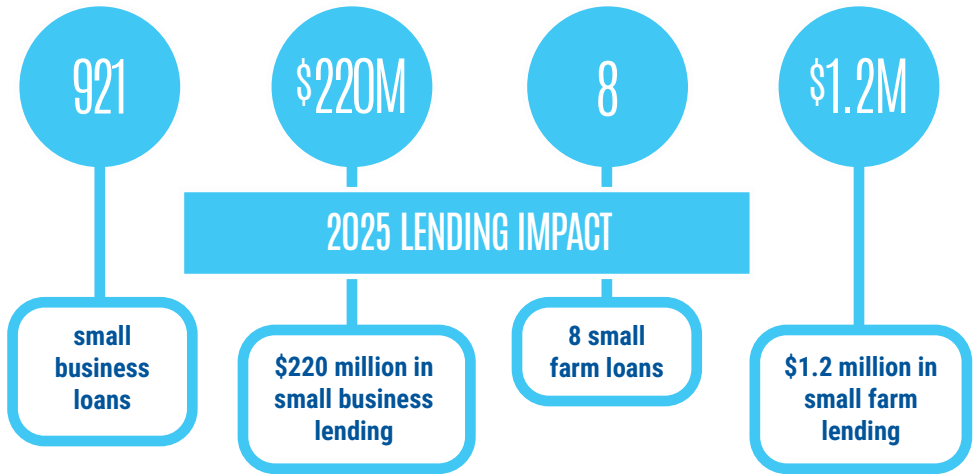 921
$220M
8
$1.2M
2025 LENDING IMPACT
small
business
loans
$220 million in
small business
lending
8 small
farm loans
$1.2 million in
small farm
lending